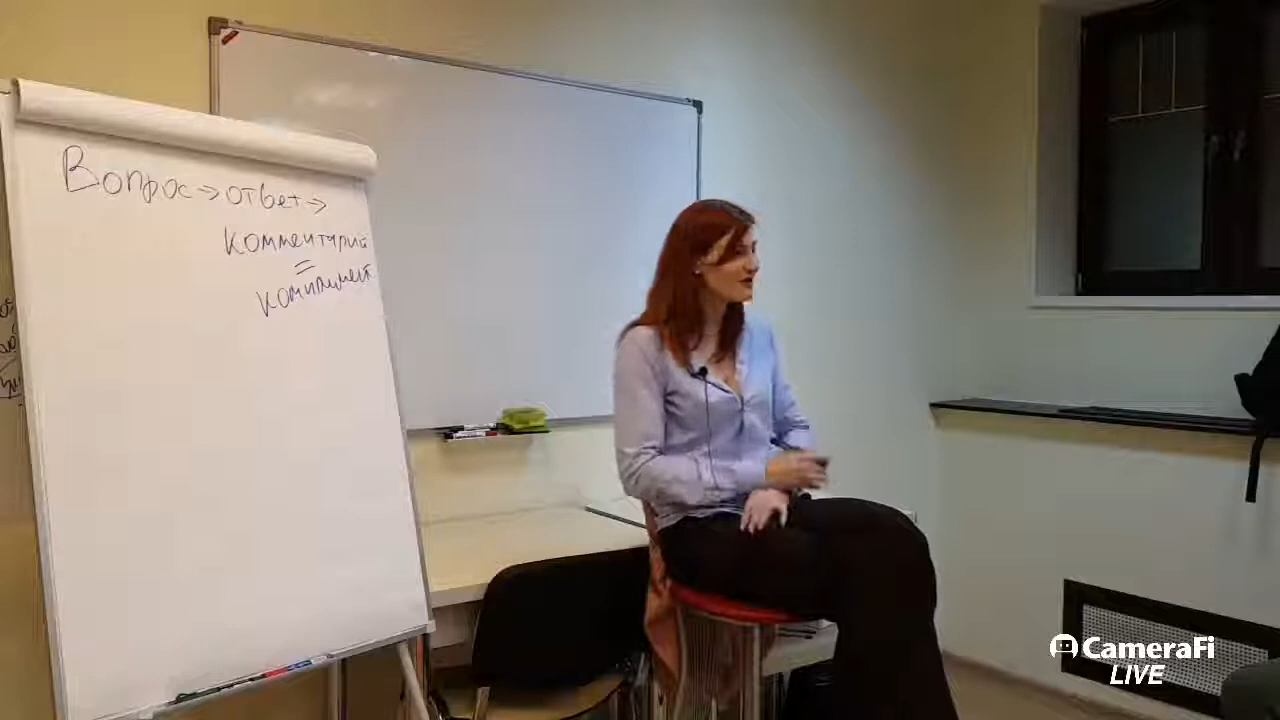 Вопрос → ответ →
комментарий
=
комплимент
CameraFi
LIVE